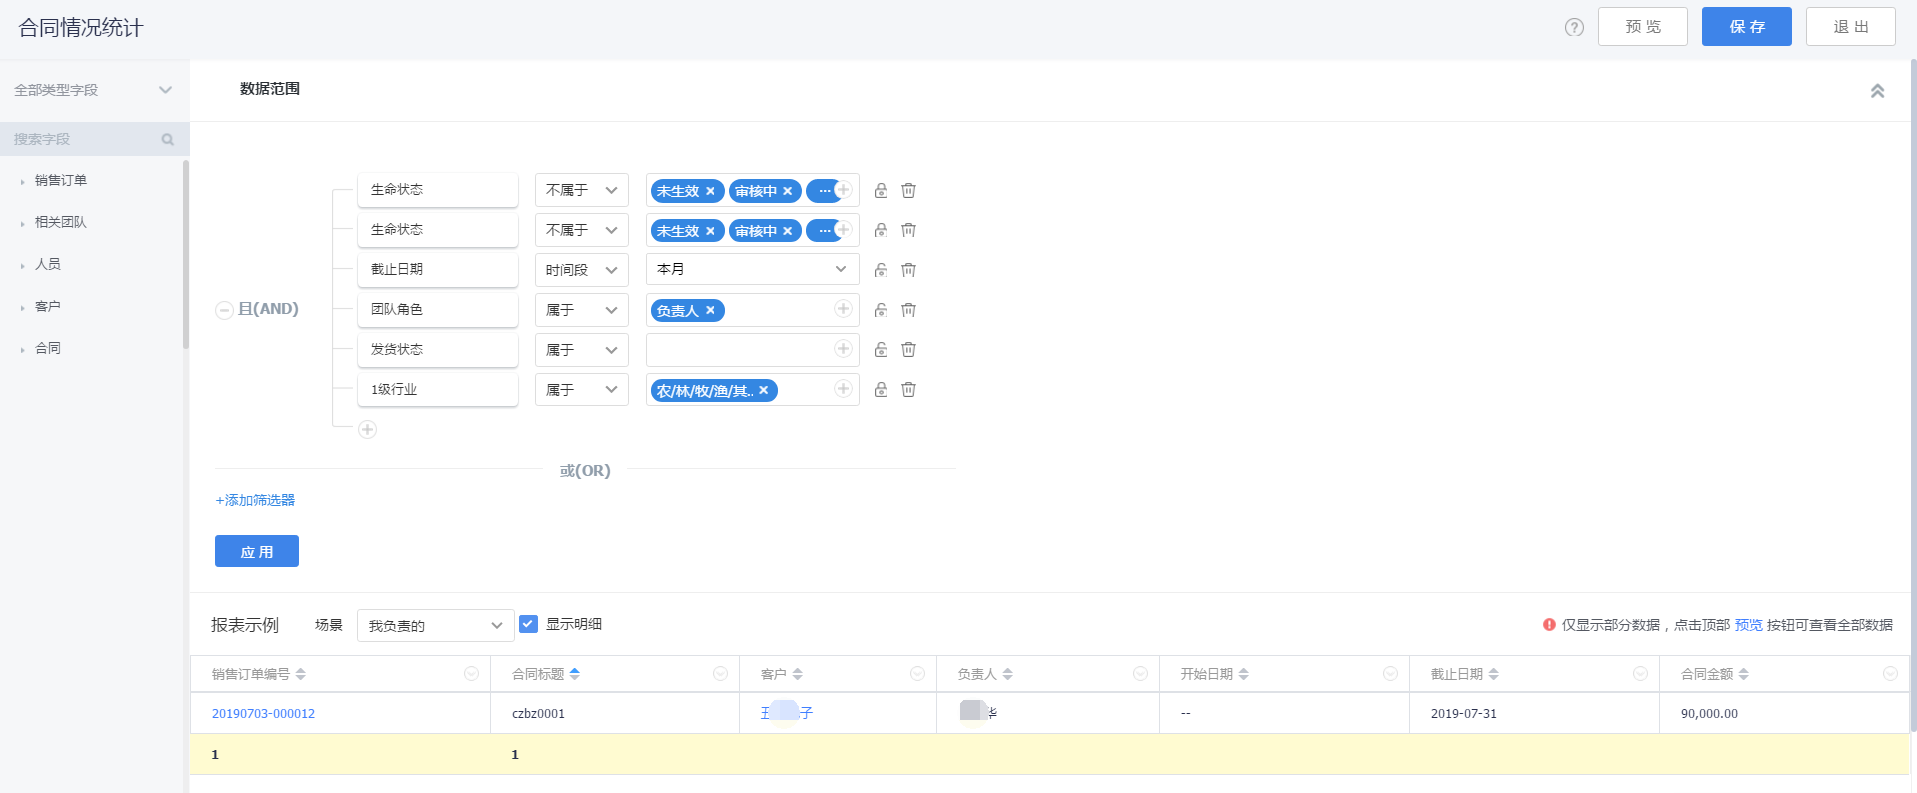 合同情况统计
?
预 览
保 存
退 出
全部类型字段
搜索字段
销售订单
相关团队
人员
客户
合同
数据范围
生命状态 不属于 未生效 × 审核中 × ...
生命状态 不属于 未生效 × 审核中 × ...
截止日期 时间段 本月
且(AND)
团队角色 属于 负责人 ×
发货状态 属于
1级行业 属于 农/林/牧/渔/其.. ×
或(OR)
+添加筛选器
应 用
报表示例 场景 我负责的 显示明细 仅显示部分数据，点击顶部 预览 按钮可查看全部数据
销售订单编号 合同标题 客户 负责人 开始日期 截止日期 合同金额
20190703-000012 czbz0001 子 华 -- 2019-07-31 90,000.00
1 1